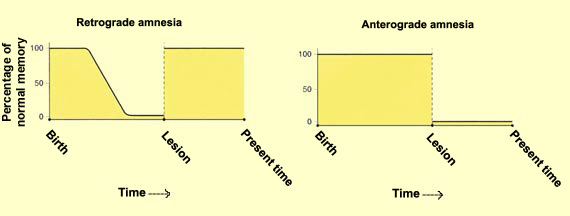 Retrograde amnesia
Percentage of
normal memory
100
50
0
Birth
Lesion
Present time
Time
Anterograde amnesia
100
50
0
Birth
Lesion
Present time
Time